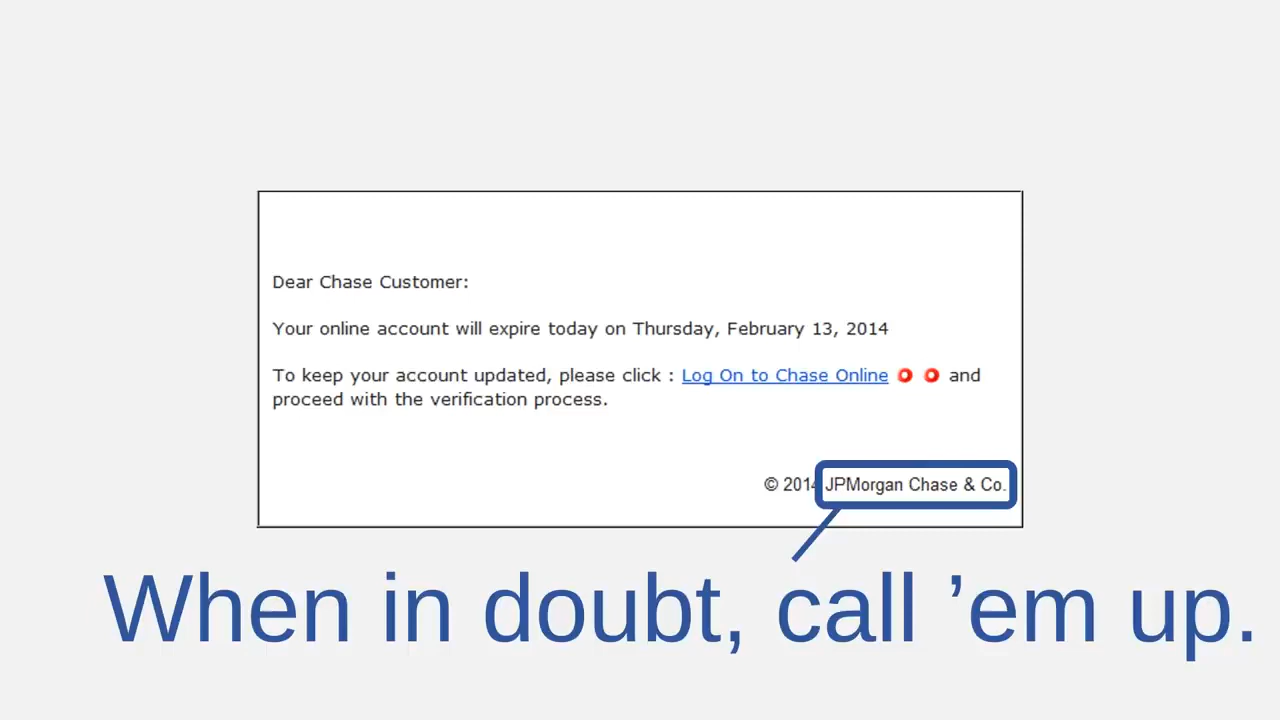 Dear Chase Customer:
Your online account will expire today on Thursday, February 13, 2014
To keep your account updated, please click : Log On to Chase Online and
proceed with the verification process.
© 2014 JPMorgan Chase & Co.
When in doubt, call ’em up.